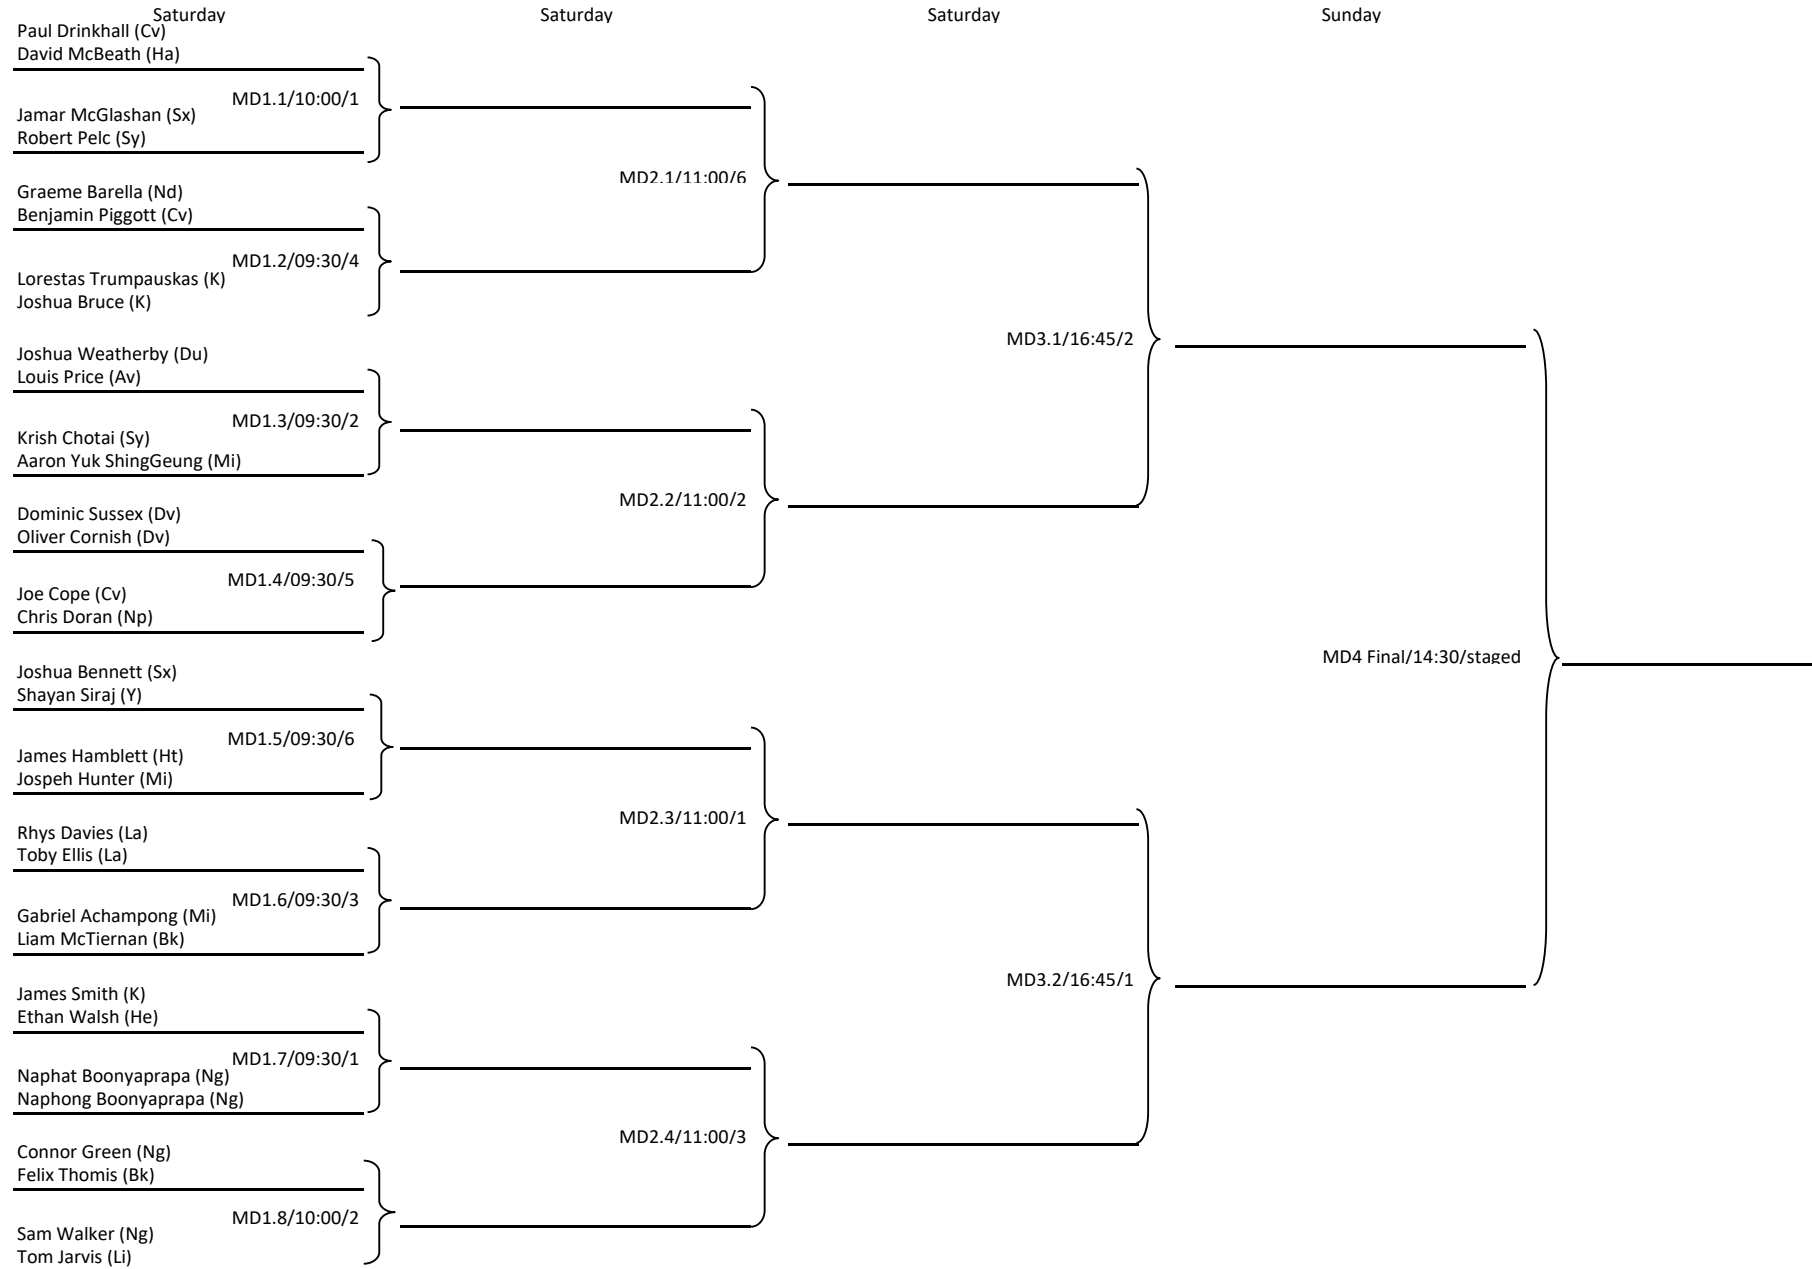 Saturday
Saturday
Saturday
Sunday
Paul Drinkhall (Cv)
David McBeath (Ha)
MD1.1/10:00/1
Jamar McGlashan (Sx)
Robert Pelc (Sy)
MD2.1/11:00/6
Graeme Barella (Nd)
Benjamin Piggott (Cv)
MD1.2/09:30/4
Lorestas Trumpauskas (K)
Joshua Bruce (K)
MD3.1/16:45/2
Joshua Weatherby (Du)
Louis Price (Av)
MD1.3/09:30/2
Krish Chotai (Sy)
Aaron Yuk ShingGeung (Mi)
MD2.2/11:00/2
Dominic Sussex (Dv)
Oliver Cornish (Dv)
MD1.4/09:30/5
Joe Cope (Cv)
Chris Doran (Np)
MD4 Final/14:30/staged
Joshua Bennett (Sx)
Shayan Siraj (Y)
MD1.5/09:30/6
James Hamblett (Ht)
Jospeh Hunter (Mi)
MD2.3/11:00/1
Rhys Davies (La)
Toby Ellis (La)
MD1.6/09:30/3
Gabriel Achampong (Mi)
Liam McTiernan (Bk)
MD3.2/16:45/1
James Smith (K)
Ethan Walsh (He)
MD1.7/09:30/1
Naphat Boonyaprapa (Ng)
Naphong Boonyaprapa (Ng)
MD2.4/11:00/3
Connor Green (Ng)
Felix Thomis (Bk)
MD1.8/10:00/2
Sam Walker (Ng)
Tom Jarvis (Li)